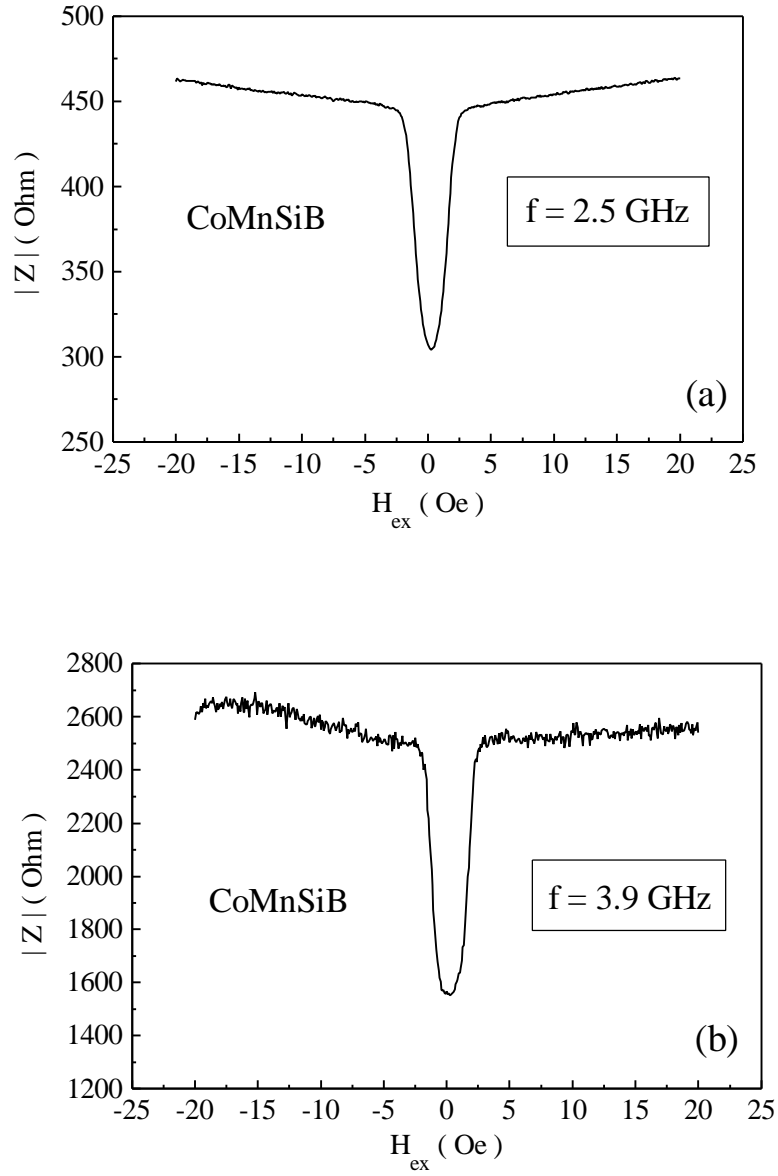 500
450
400
350
300
250
| Z | ( Ohm )
CoMnSiB
f = 2.5 GHz
(a)
-25 -20 -15 -10 -5 0 5 10 15 20 25
H_ex ( Oe )
2800
2600
2400
2200
2000
1800
1600
1400
1200
| Z | ( Ohm )
CoMnSiB
f = 3.9 GHz
(b)
-25 -20 -15 -10 -5 0 5 10 15 20 25
H_ex ( Oe )